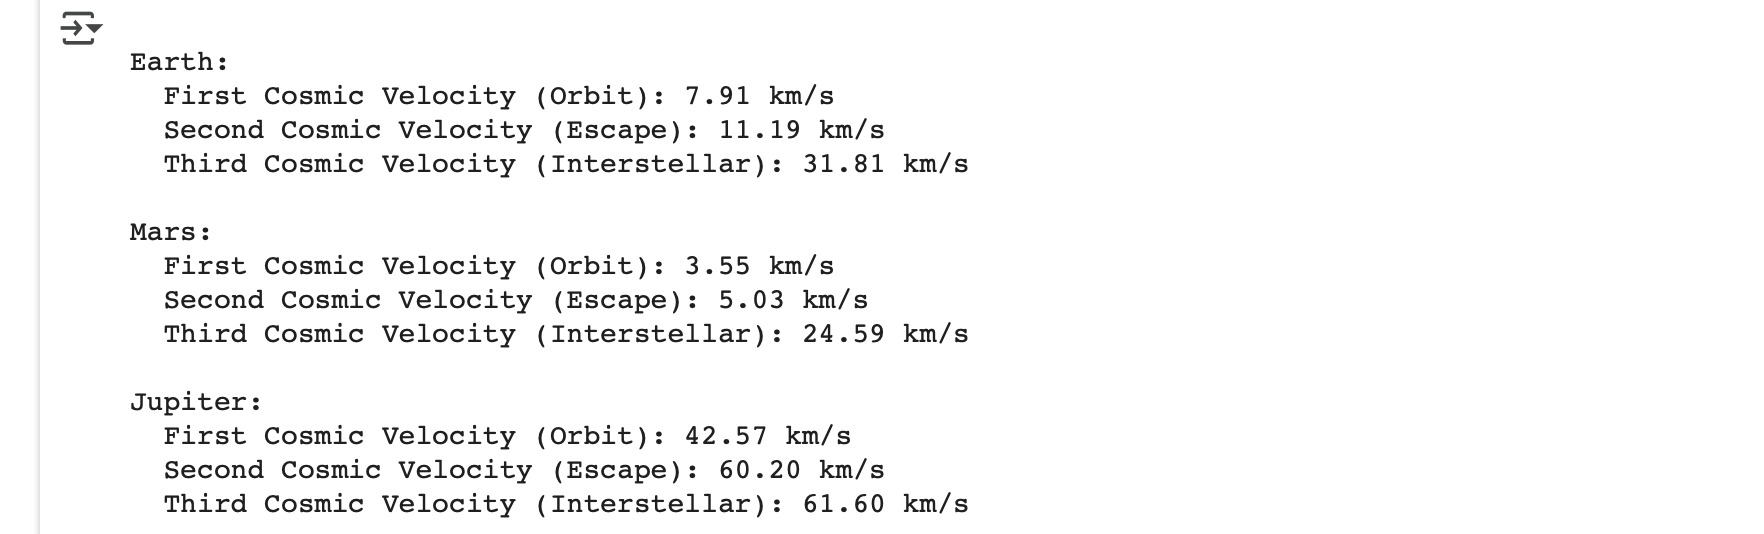 Earth:
First Cosmic Velocity (Orbit): 7.91 km/s
Second Cosmic Velocity (Escape): 11.19 km/s
Third Cosmic Velocity (Interstellar): 31.81 km/s
Mars:
First Cosmic Velocity (Orbit): 3.55 km/s
Second Cosmic Velocity (Escape): 5.03 km/s
Third Cosmic Velocity (Interstellar): 24.59 km/s
Jupiter:
First Cosmic Velocity (Orbit): 42.57 km/s
Second Cosmic Velocity (Escape): 60.20 km/s
Third Cosmic Velocity (Interstellar): 61.60 km/s